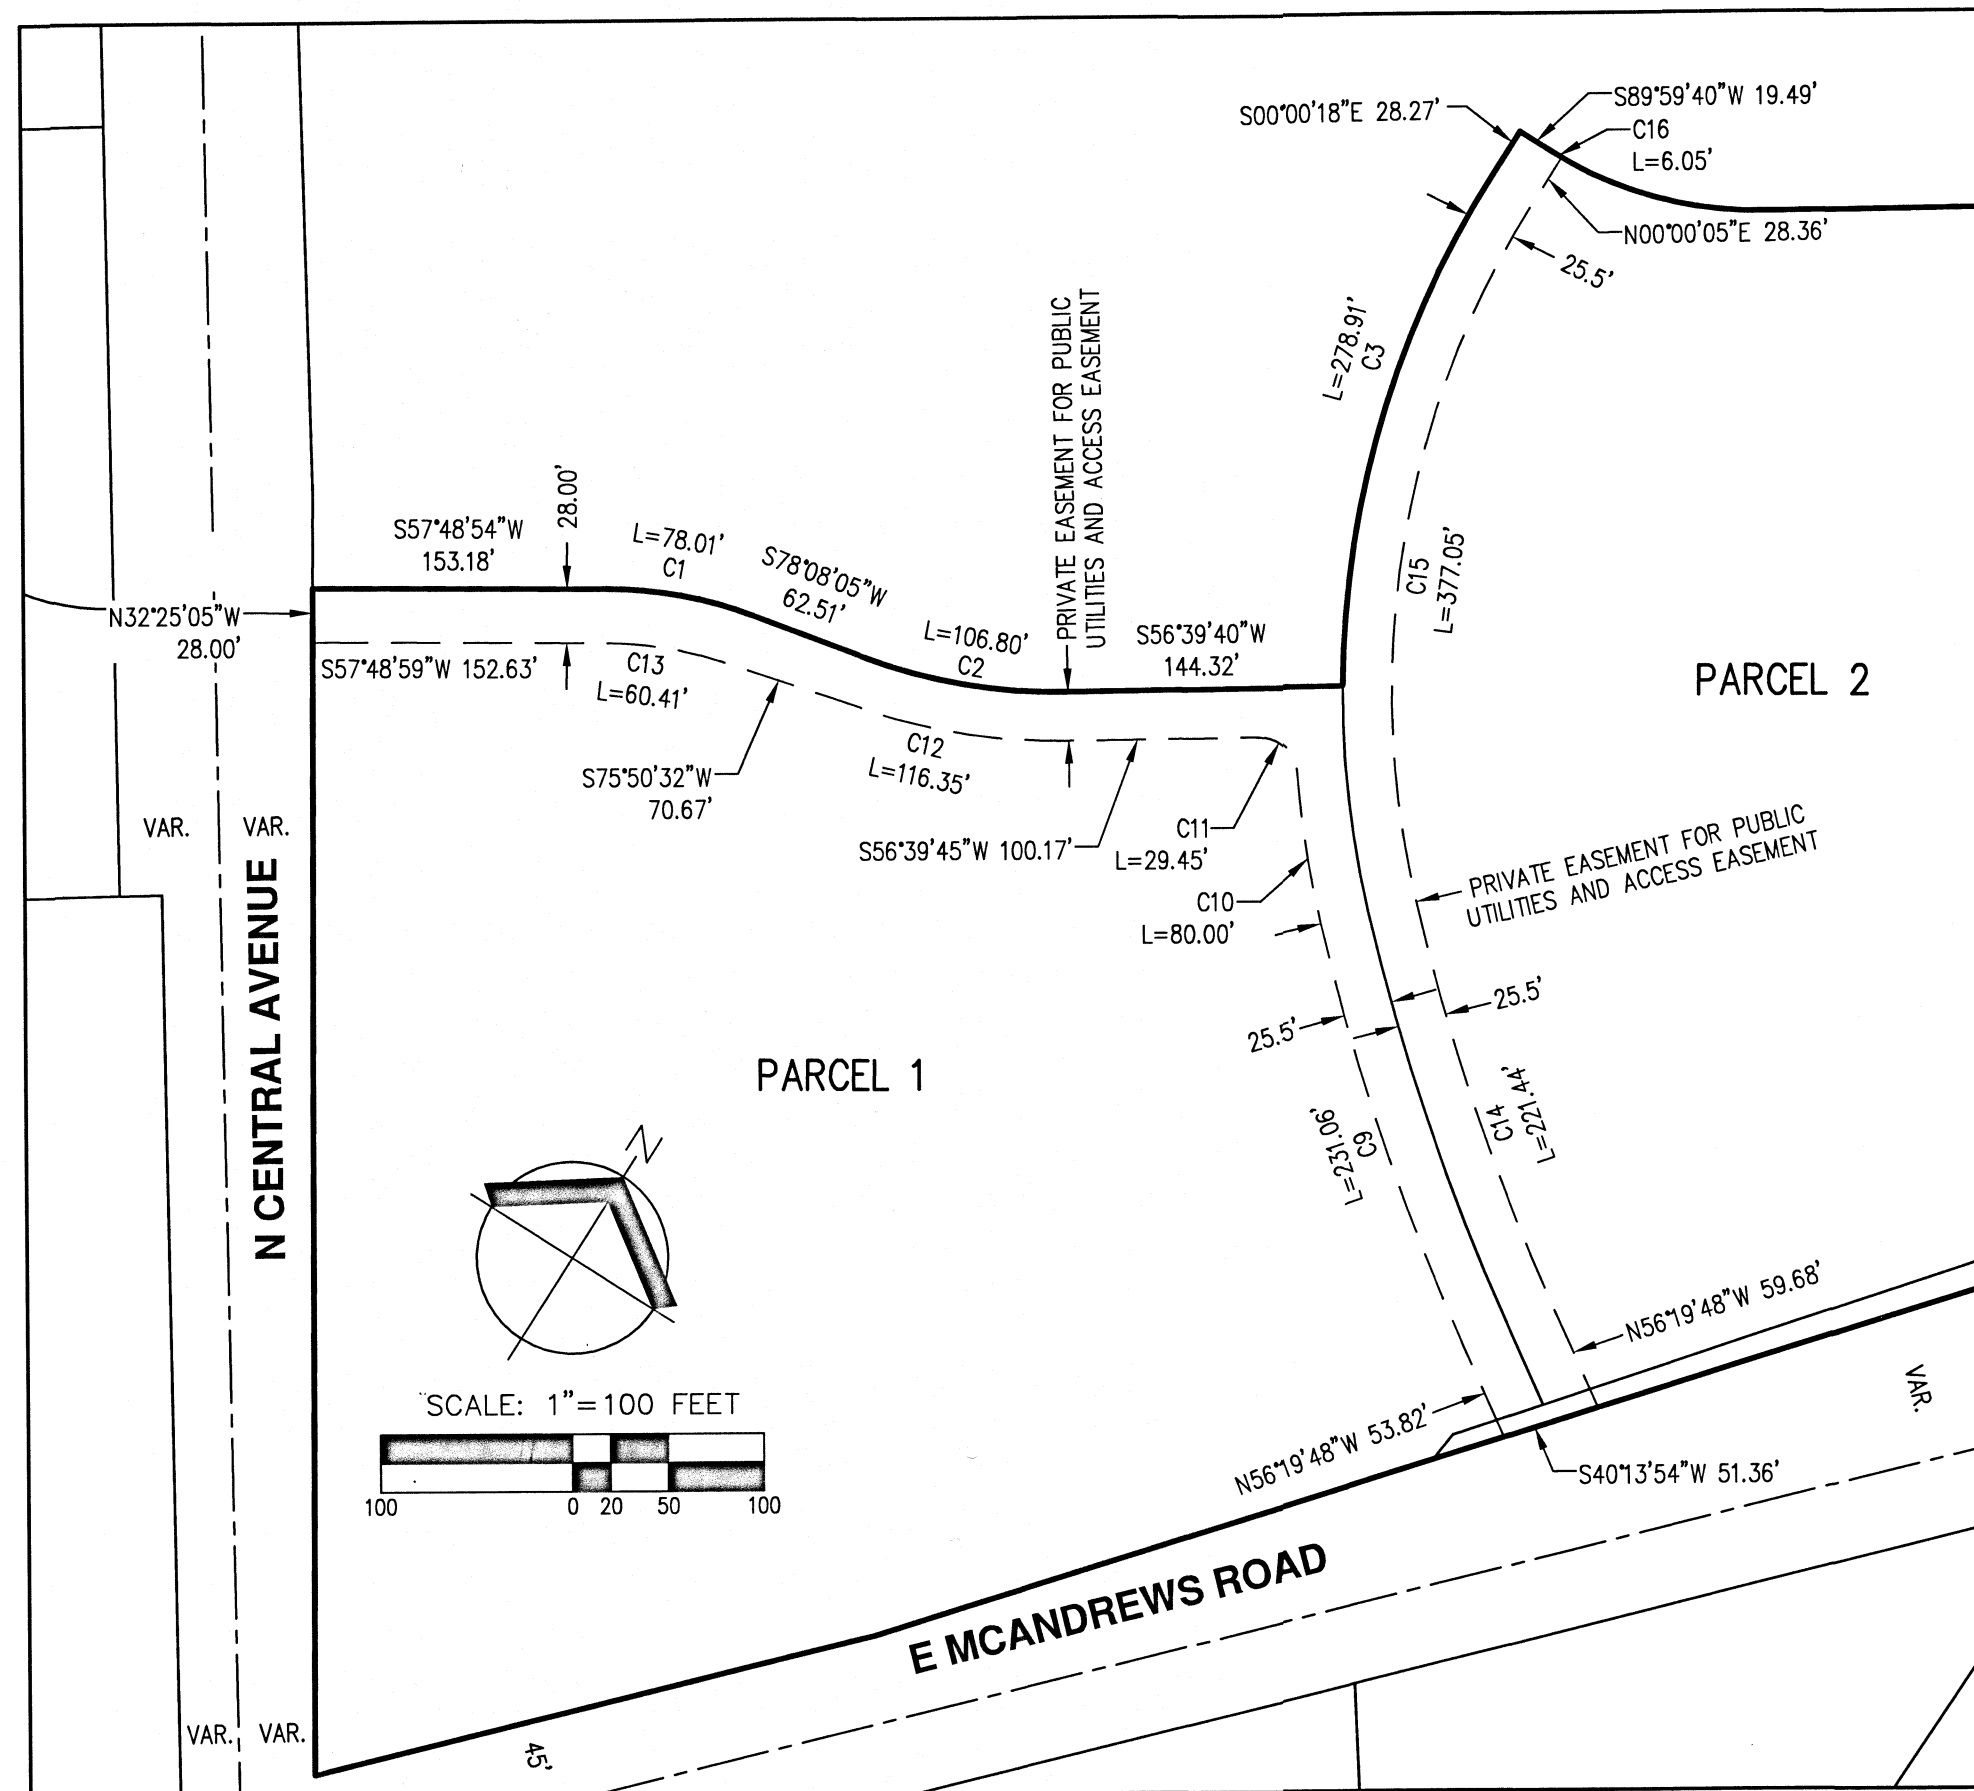 S89°59'40"W 19.49'
S00°00'18"E 28.27'
C16
L=6.05'
N00°00'05"E 28.36'
25.5'
PRIVATE EASEMENT FOR PUBLIC
UTILITIES AND ACCESS EASEMENT
L=278.91'
C3
S57°48'54"W
153.18'
28.00'
L=78.01'
C1
S78°08'05"W
62.51'
L=106.80'
C2
S56°39'40"W
144.32'
C15
L=377.05'
N32°25'05"W
28.00'
S57°48'59"W 152.63'
C13
L=60.41'
PARCEL 2
C12
L=116.35'
S75°50'32"W
70.67'
S56°39'45"W 100.17'
C11
L=29.45'
C10
L=80.00'
PRIVATE EASEMENT FOR PUBLIC
UTILITIES AND ACCESS EASEMENT
VAR.
VAR.
N CENTRAL AVENUE
25.5'
25.5'
PARCEL 1
L=231.06'
C9
C14
L=221.44'
N
N56°19'48"W 59.68'
SCALE: 1"=100 FEET
100 0 20 50 100
N56°19'48"W 53.82'
VAR.
S40°13'54"W 51.36'
E MCANDREWS ROAD
VAR.
VAR.
45'